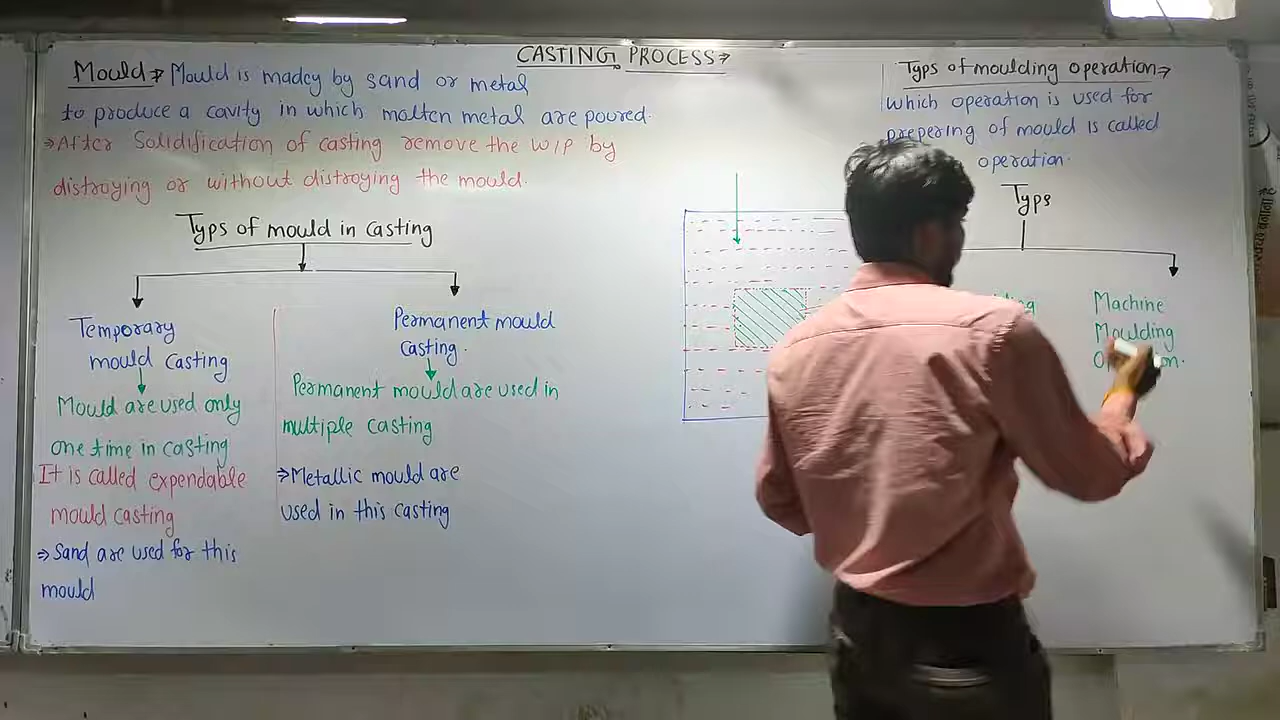 CASTING PROCESS→
Mould→ Mould is madey by sand or metal
to produce a cavity in which malten metal are poured.
→After Solidification of casting remove the W/P by
distroying or without distroying the mould.
Typs of mould in casting
Temporary
mould casting
Mould are used only
one time in casting
It is called expendable
mould casting
⇒Sand are used for this
mould
Permanent mould
casting.
Permanent mould are used in
multiple casting
⇒Metallic mould are
used in this casting
Typs of moulding operation→
which operation is used for
prepering of mould is called
operation.
Typs
Machine
Moulding